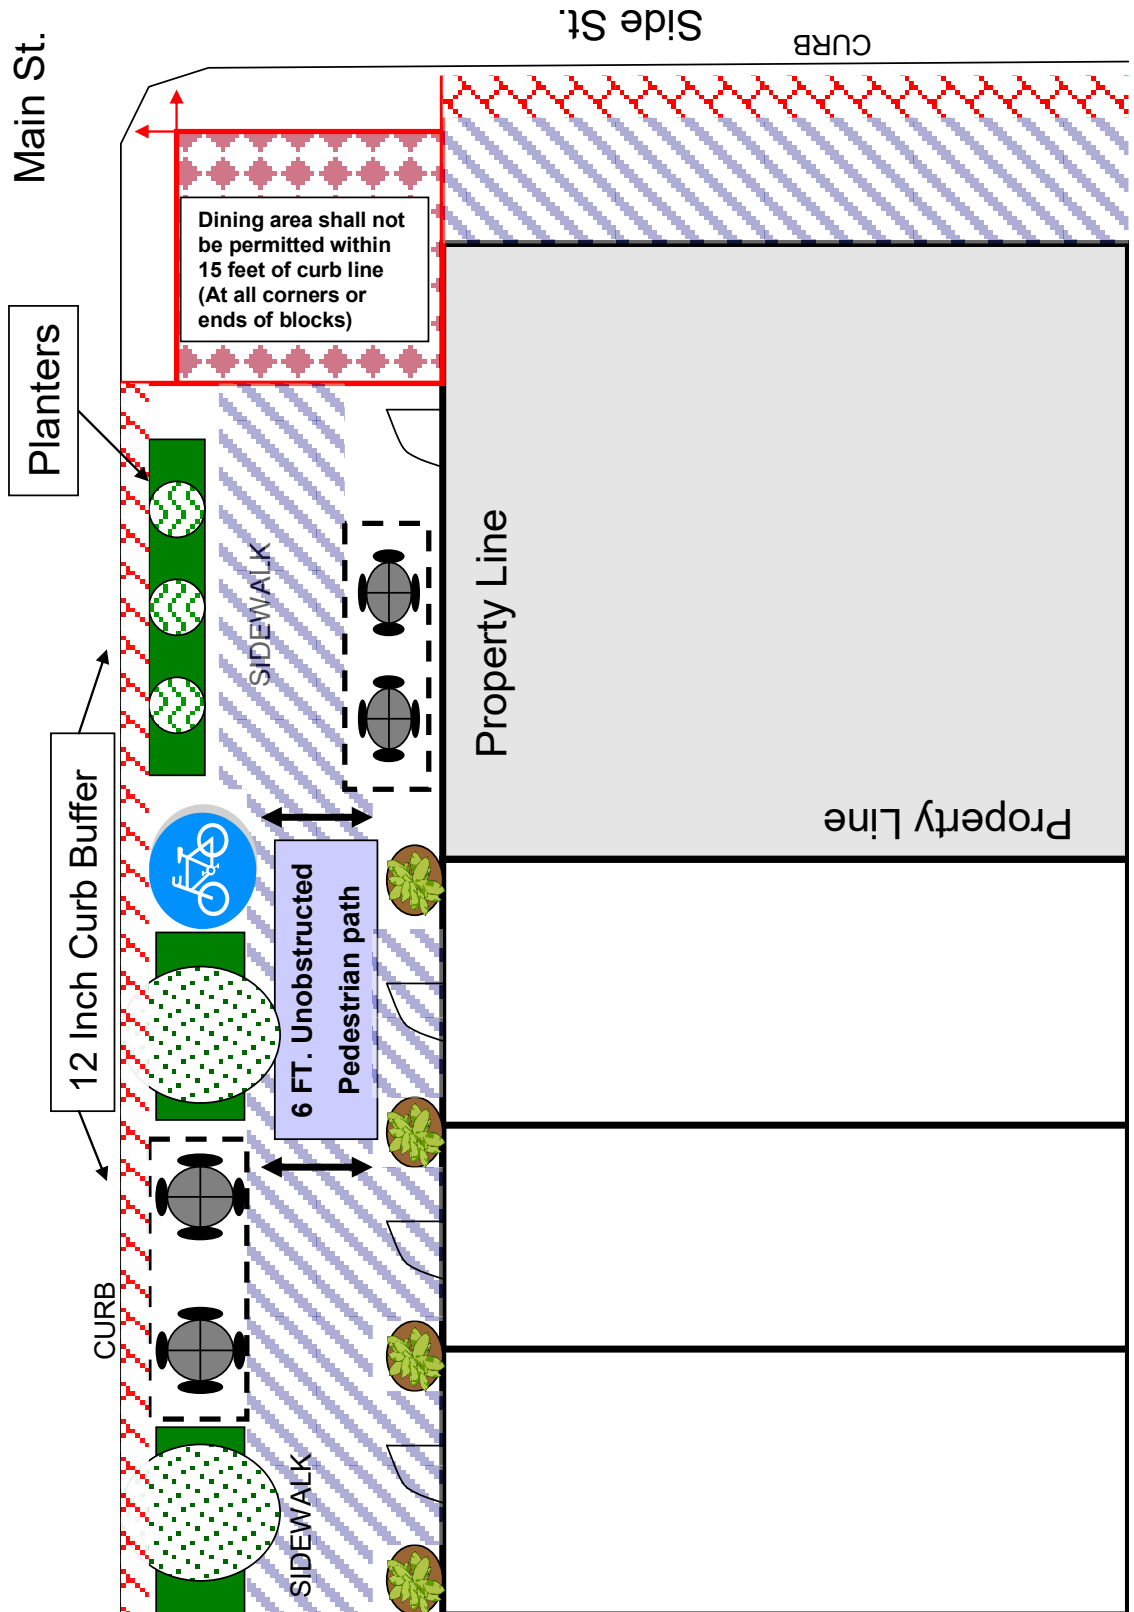 Main St.
Side St.
CURB
Dining area shall not
be permitted within
15 feet of curb line
(At all corners or
ends of blocks)
Planters
SIDEWALK
Property Line
Property Line
12 Inch Curb Buffer
6 FT. Unobstructed
Pedestrian path
CURB
SIDEWALK